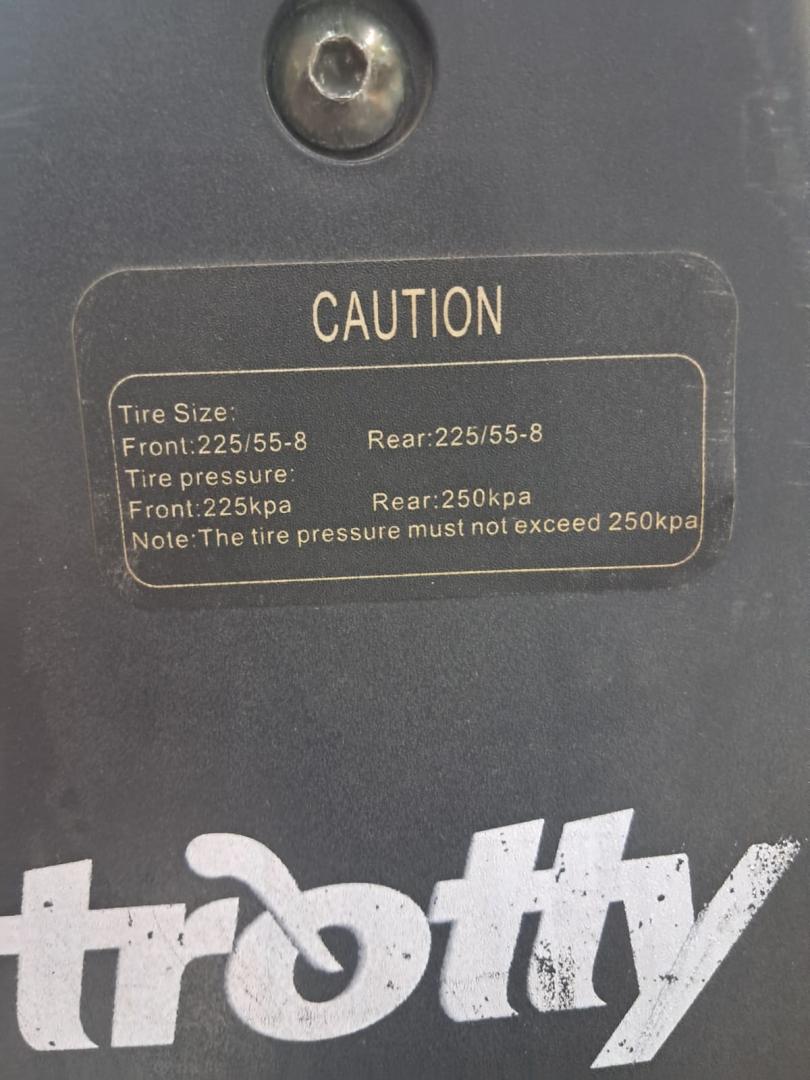 CAUTION
Tire Size:
Front:225/55-8 Rear:225/55-8
Tire pressure:
Front:225kpa Rear:250kpa
Note:The tire pressure must not exceed 250kpa
trotty